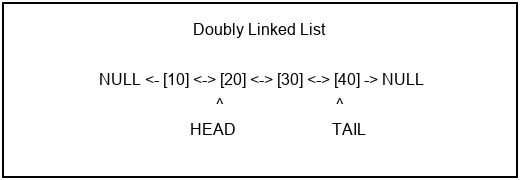 Doubly Linked List
NULL <- [10] <-> [20] <-> [30] <-> [40] -> NULL
^ ^
HEAD TAIL